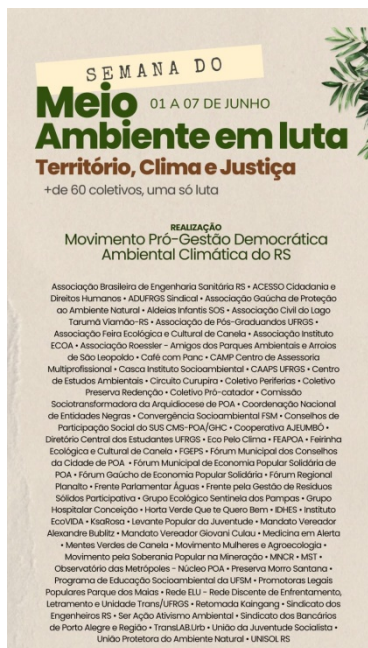 SEMANA DO
Meio 01 A 07 DE JUNHO
Ambiente em luta
Território, Clima e Justiça
+de 60 coletivos, uma só luta
REALIZAÇÃO
Movimento Pró-Gestão Democrática
Ambiental Climática do RS
Associação Brasileira de Engenharia Sanitária RS • ACESSO Cidadania e
Direitos Humanos • ADUFRGS Sindical • Associação Gaúcha de Proteção
ao Ambiente Natural • Aldeias Infantis SOS • Associação Civil do Lago
Tarumã Viamão-RS • Associação de Pós-Graduandos UFRGS •
Associação Feira Ecológica e Cultural de Canela • Associação Instituto
ECOA • Associação Roessler - Amigos dos Parques Ambientais e Arroios
de São Leopoldo • Café com Panc • CAMP Centro de Assessoria
Multiprofissional • Casca Instituto Socioambiental • CAAPS UFRGS • Centro
de Estudos Ambientais • Circuito Curupira • Coletivo Periferias • Coletivo
Preserva Redenção • Coletivo Pró-catador • Comissão
Sociotransformadora da Arquidiocese de POA • Coordenação Nacional
de Entidades Negras • Convergência Socioambiental FSM • Conselhos de
Participação Social do SUS CMS-POA/GHC • Cooperativa AJEUMBÓ •
Diretório Central dos Estudantes UFRGS • Eco Pelo Clima • FEAPOA • Feirinha
Ecológica e Cultural de Canela • FGEPS • Fórum Municipal dos Conselhos
da Cidade de POA • Fórum Municipal de Economia Popular Solidária de
POA • Fórum Gaúcho de Economia Popular Solidária • Fórum Regional
Planalto • Frente Parlamentar Águas • Frente pela Gestão de Resíduos
Sólidos Participativa • Grupo Ecológico Sentinela dos Pampas • Grupo
Hospitalar Conceição • Horta Verde Que te Quero Bem • IDHES • Instituto
EcoVIDA • KsaRosa • Levante Popular da Juventude • Mandato Vereador
Alexandre Bublitz • Mandato Vereador Giovani Culau • Medicina em Alerta
• Mentes Verdes de Canela • Movimento Mulheres e Agroecologia •
Movimento pela Soberania Popular na Mineração • MNCR • MST •
Observatório das Metrópoles - Núcleo POA • Preserva Morro Santana •
Programa de Educação Socioambiental da UFSM • Promotoras Legais
Populares Parque dos Maias • Rede ELU - Rede Discente de Enfrentamento,
Letramento e Unidade Trans/UFRGS • Retomada Kaingang • Sindicato dos
Engenheiros RS • Ser Ação Ativismo Ambiental • Sindicato dos Bancários
de Porto Alegre e Região • TransLAB.Urb • União da Juventude Socialista •
União Protetora do Ambiente Natural • UNISOL RS